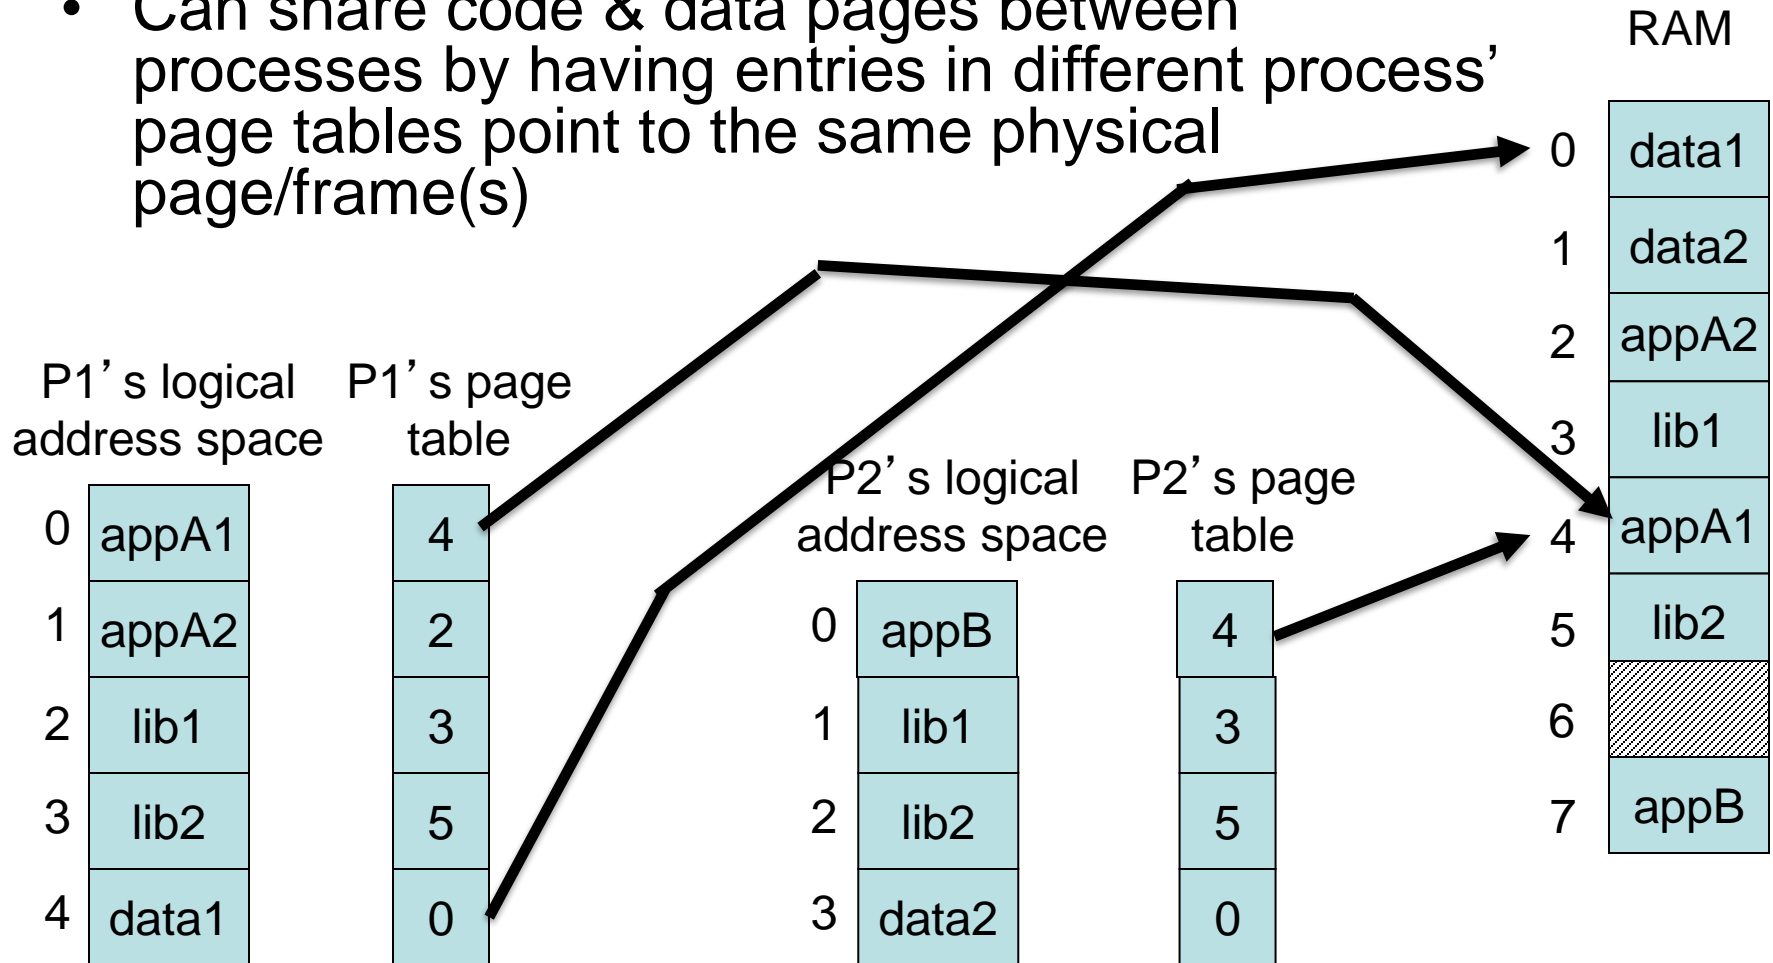 • Can share code & data pages between
processes by having entries in different process’
page tables point to the same physical
page/frame(s)
RAM
0 data1
1 data2
2 appA2
3 lib1
4 appA1
5 lib2
6
7 appB
P1’s logical
address space
0 appA1
1 appA2
2 lib1
3 lib2
4 data1
P1’s page
table
4
2
3
5
0
P2’s logical
address space
0 appB
1 lib1
2 lib2
3 data2
P2’s page
table
4
3
5
0